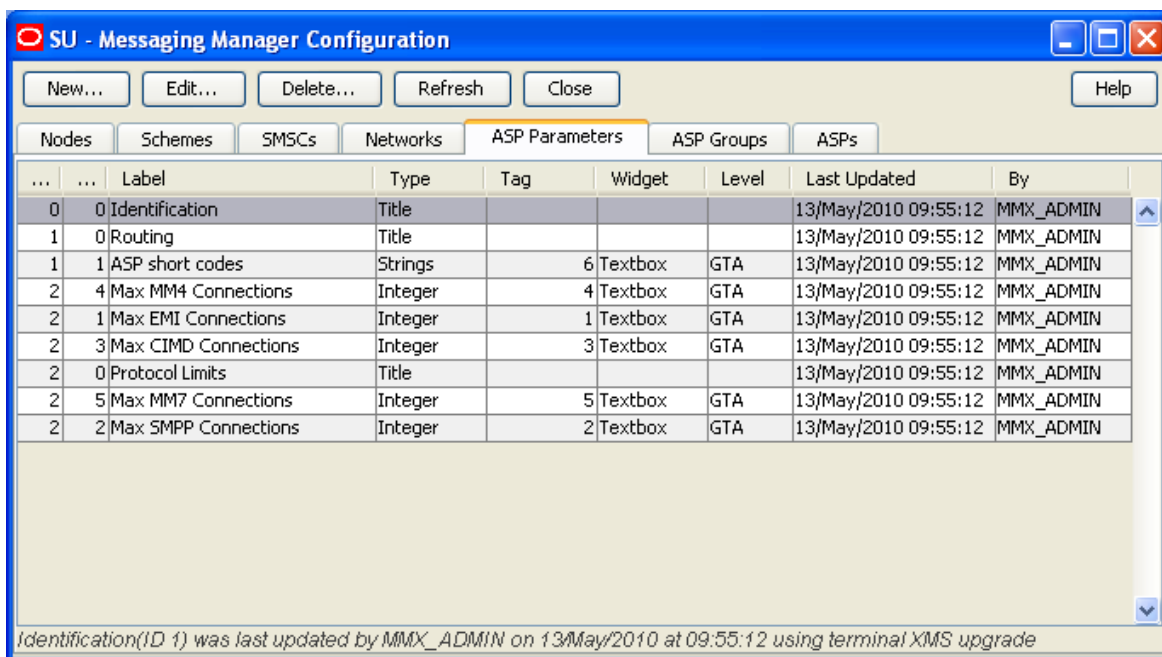 SU - Messaging Manager Configuration
New... Edit... Delete... Refresh Close Help
Nodes Schemes SMSCs Networks ASP Parameters ASP Groups ASPs
... ... Label Type Tag Widget Level Last Updated By
0 0 Identification Title 13/May/2010 09:55:12 MMX_ADMIN
1 0 Routing Title 13/May/2010 09:55:12 MMX_ADMIN
1 1 ASP short codes Strings 6 Textbox GTA 13/May/2010 09:55:12 MMX_ADMIN
2 4 Max MM4 Connections Integer 4 Textbox GTA 13/May/2010 09:55:12 MMX_ADMIN
2 1 Max EMI Connections Integer 1 Textbox GTA 13/May/2010 09:55:12 MMX_ADMIN
2 3 Max CIMD Connections Integer 3 Textbox GTA 13/May/2010 09:55:12 MMX_ADMIN
2 0 Protocol Limits Title 13/May/2010 09:55:12 MMX_ADMIN
2 5 Max MM7 Connections Integer 5 Textbox GTA 13/May/2010 09:55:12 MMX_ADMIN
2 2 Max SMPP Connections Integer 2 Textbox GTA 13/May/2010 09:55:12 MMX_ADMIN
Identification(ID 1) was last updated by MMX_ADMIN on 13/May/2010 at 09:55:12 using terminal XMS upgrade